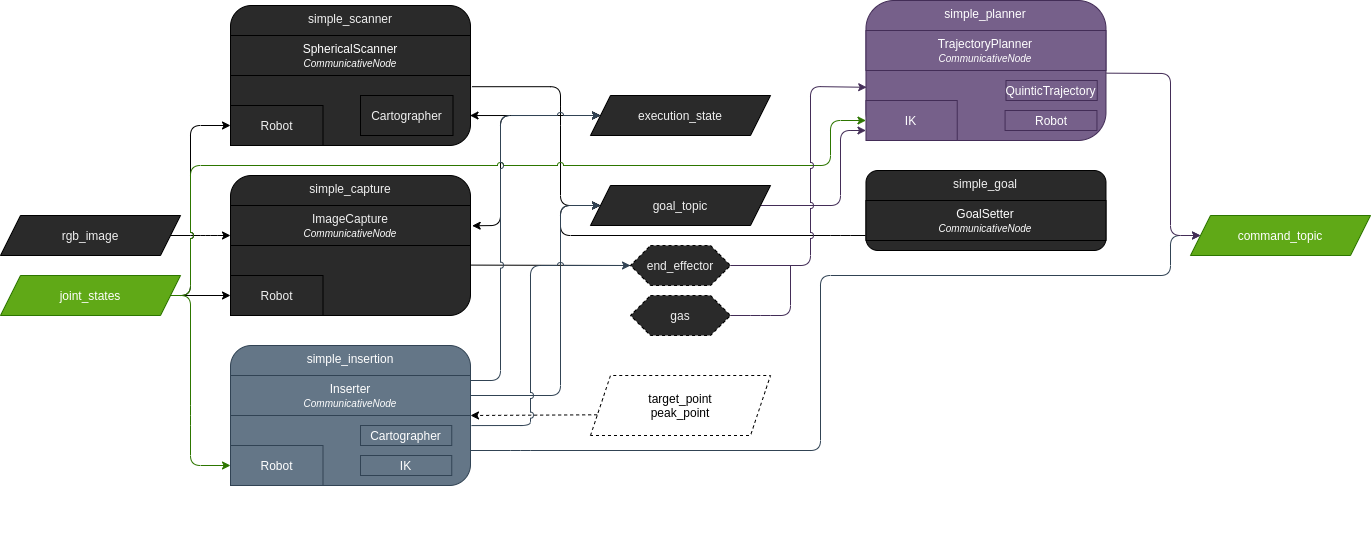 simple_scanner
SphericalScanner
CommunicativeNode
Cartographer
Robot
simple_capture
ImageCapture
CommunicativeNode
Robot
rgb_image
joint_states
simple_insertion
Inserter
CommunicativeNode
Cartographer
Robot
IK
execution_state
goal_topic
end_effector
gas
target_point
peak_point
simple_planner
TrajectoryPlanner
CommunicativeNode
QuinticTrajectory
IK
Robot
simple_goal
GoalSetter
CommunicativeNode
command_topic